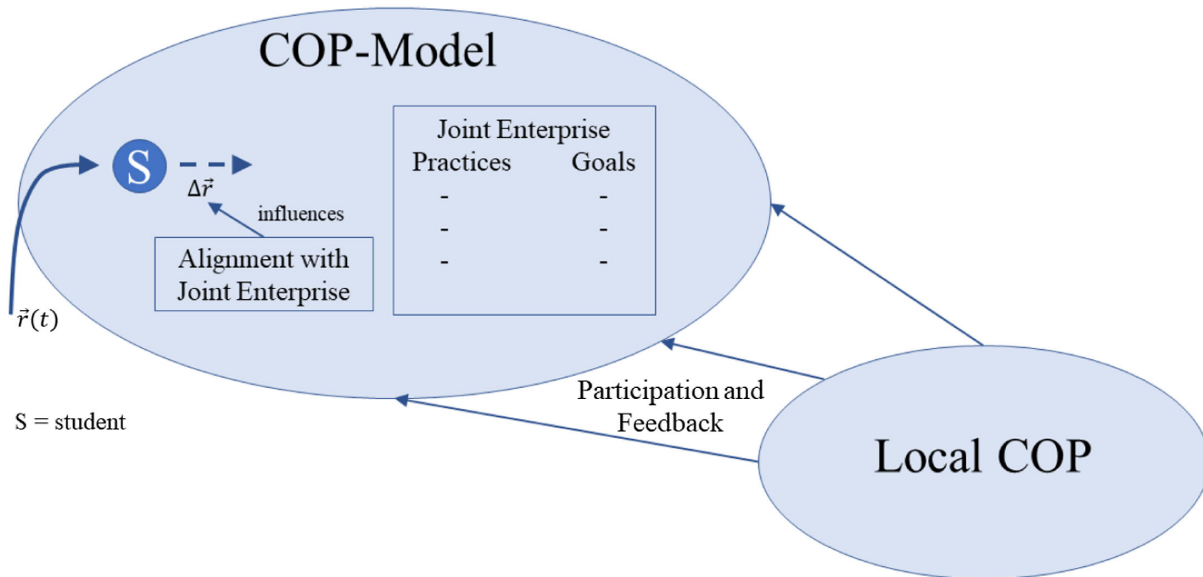 COP-Model
Joint Enterprise
Practices Goals
- -
- -
- -
S
Δr⃗
influences
Alignment with
Joint Enterprise
r⃗(t)
S = student
Participation and
Feedback
Local COP